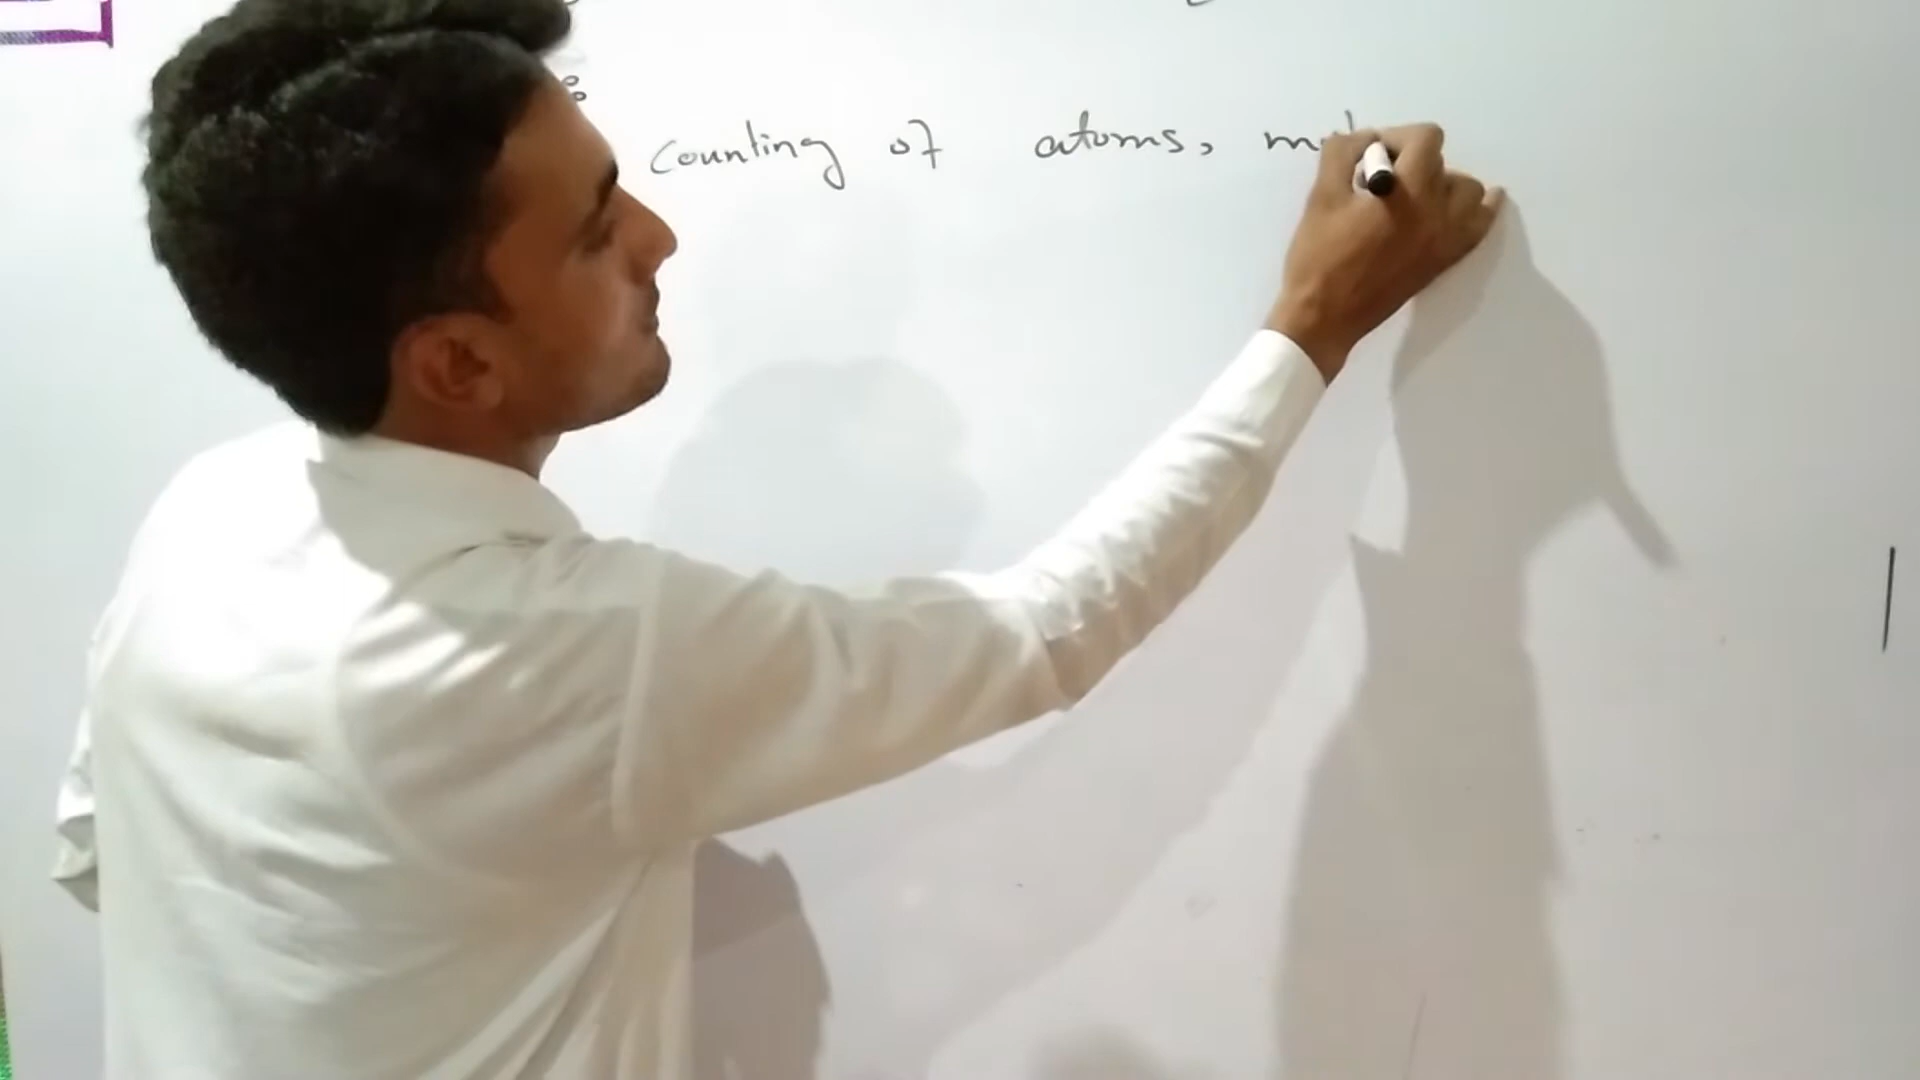 counting of atoms,